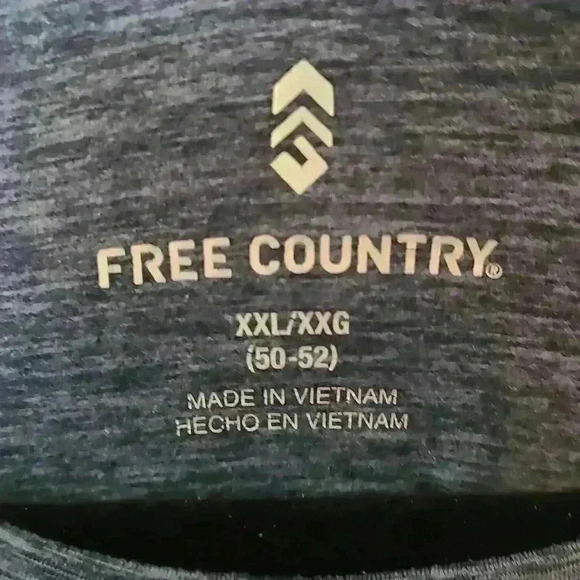 FREE COUNTRY®
XXL/XXG
(50-52)
MADE IN VIETNAM
HECHO EN VIETNAM